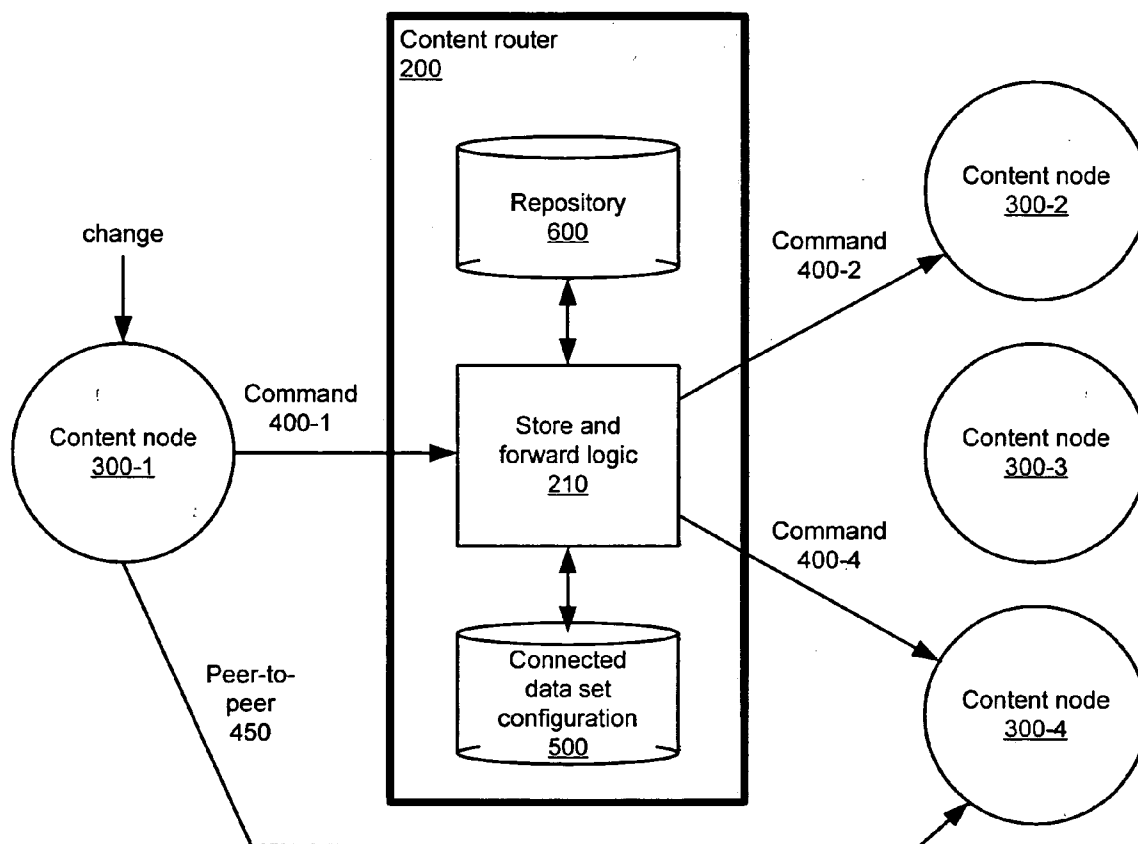 Content router
200
Repository
600
change
Content node
300-1
Command
400-1
Store and
forward logic
210
Connected
data set
configuration
500
Peer-to-
peer
450
Command
400-2
Command
400-4
Content node
300-2
Content node
300-3
Content node
300-4